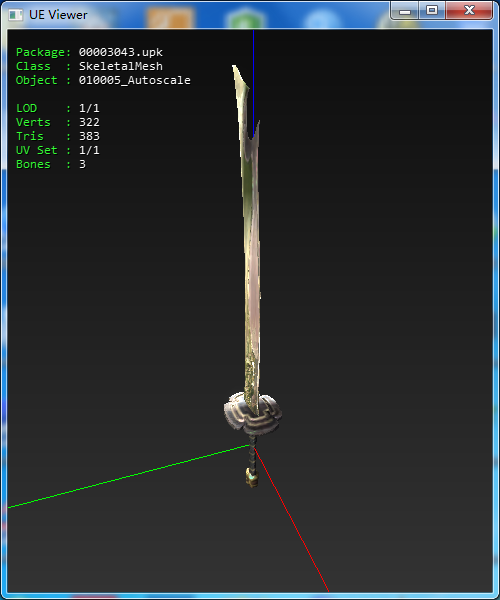 UE Viewer
Package: 00003043.upk
Class : SkeletalMesh
Object : 010005_Autoscale
LOD : 1/1
Verts : 322
Tris : 383
UV Set : 1/1
Bones : 3